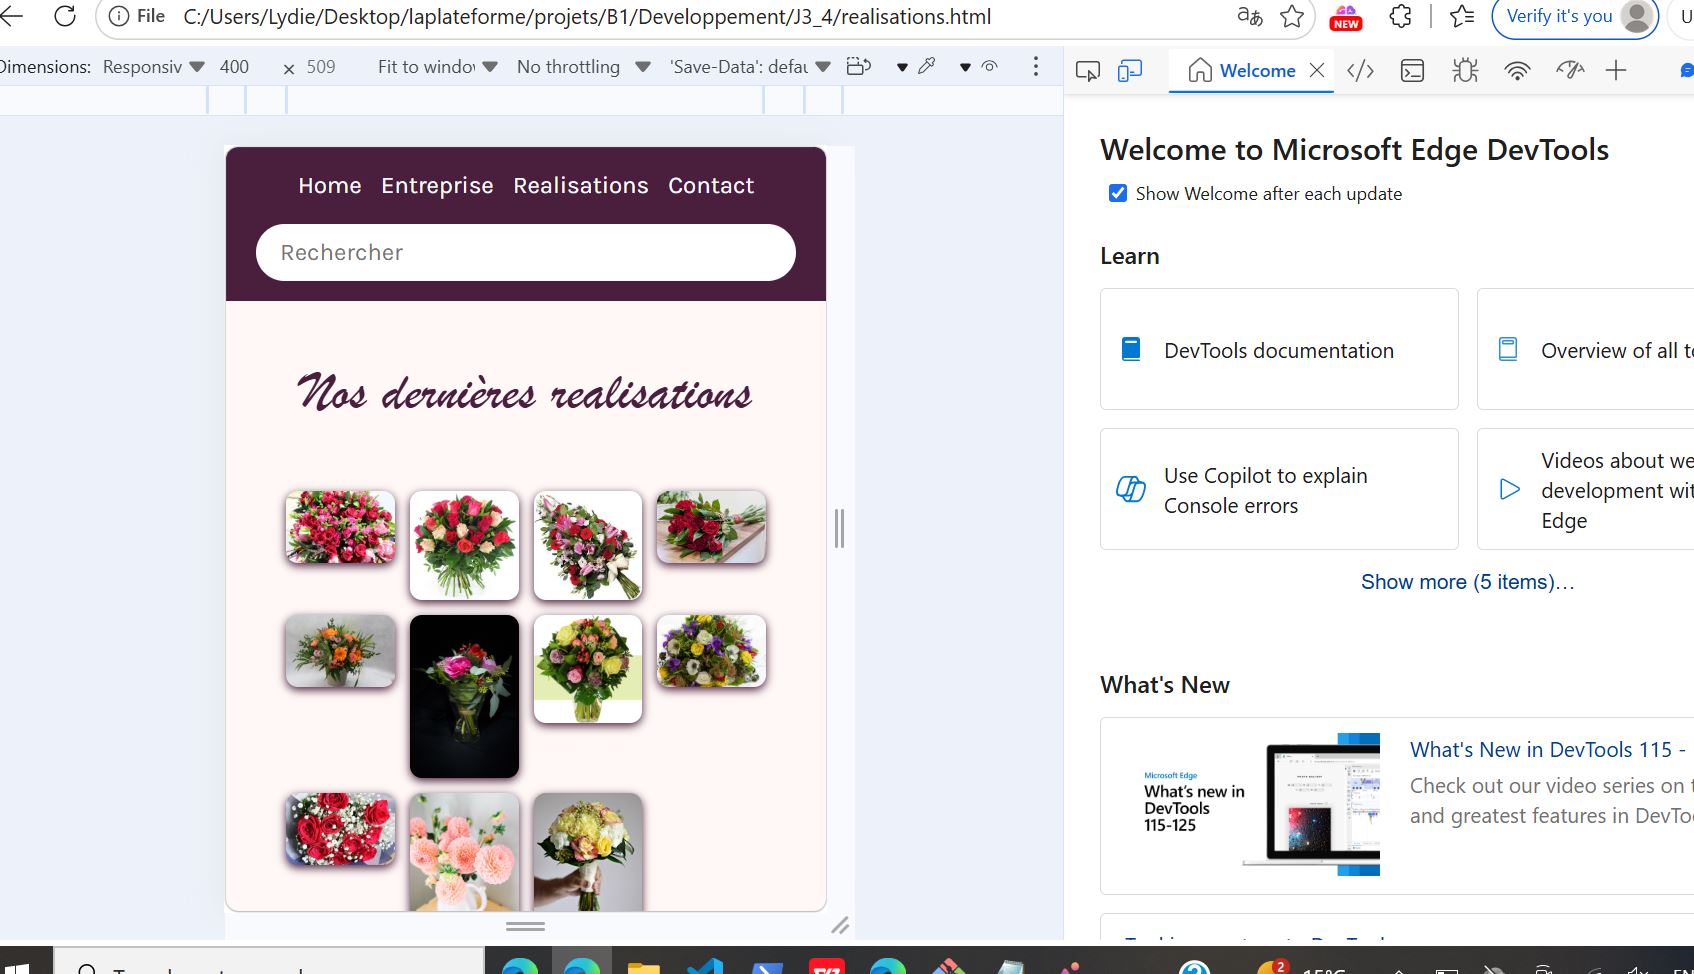 File C:/Users/Lydie/Desktop/laplateforme/projets/B1/Developpement/J3_4/realisations.html
NEW
Verify it's you
Dimensions: Responsiv 400 × 509 Fit to window No throttling 'Save-Data': defau
Welcome
Welcome to Microsoft Edge DevTools
Show Welcome after each update
Home Entreprise Realisations Contact
Rechercher
Nos dernières realisations
Learn
DevTools documentation
Overview of all
Use Copilot to explain
Console errors
Videos about we
development wit
Edge
Show more (5 items)...
What's New
Microsoft Edge
What's new in
DevTools
115-125
What's New in DevTools 115 -
Check out our video series on
and greatest features in DevToo
2